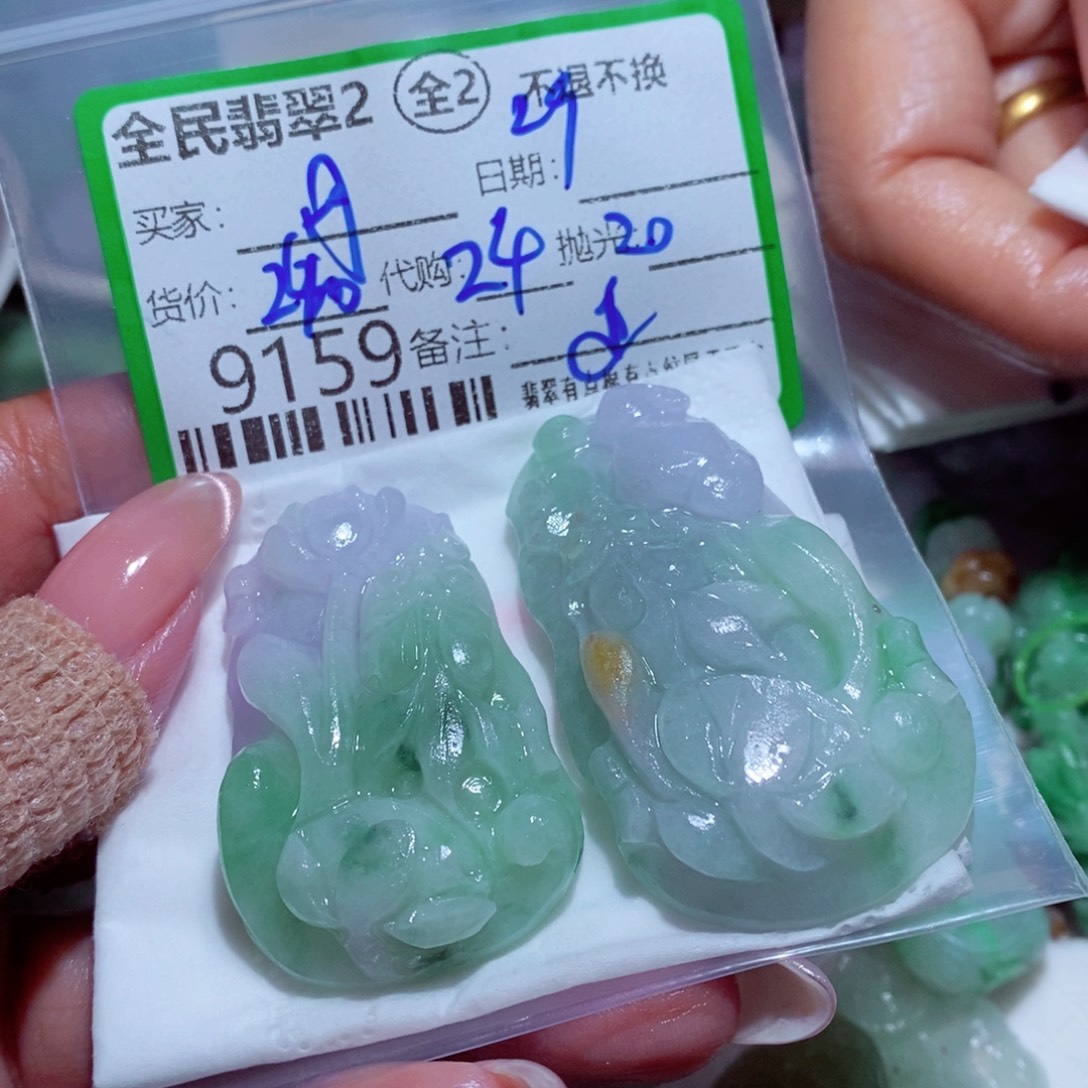 全民翡翠2 全2 不退不换
买家: 日期: 29
货价: 代购: 24 抛光: 20
9159 备注: